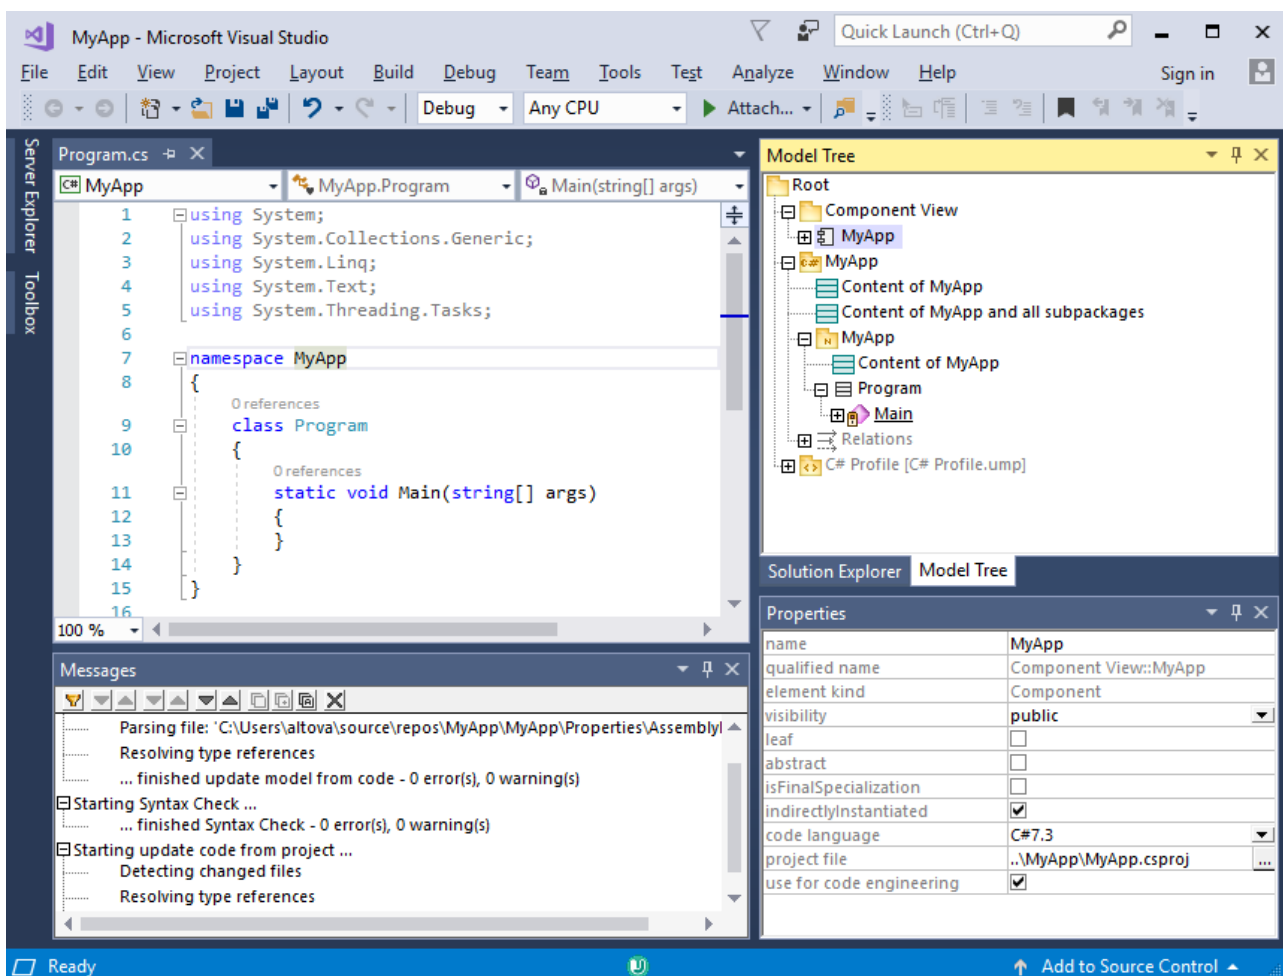 MyApp - Microsoft Visual Studio
Quick Launch (Ctrl+Q)
File Edit View Project Layout Build Debug Team Tools Test Analyze Window Help Sign in
Debug Any CPU Attach...
Server Explorer
Toolbox
Program.cs
MyApp MyApp.Program Main(string[] args)
1 using System;
2 using System.Collections.Generic;
3 using System.Linq;
4 using System.Text;
5 using System.Threading.Tasks;
6
7 namespace MyApp
8 {
0 references
9 class Program
10 {
0 references
11 static void Main(string[] args)
12 {
13 }
14 }
15 }
16
100 %
Messages
Parsing file: 'C:\Users\altova\source\repos\MyApp\MyApp\Properties\Assembly
Resolving type references
... finished update model from code - 0 error(s), 0 warning(s)
Starting Syntax Check ...
... finished Syntax Check - 0 error(s), 0 warning(s)
Starting update code from project ...
Detecting changed files
Resolving type references
Model Tree
Root
Component View
MyApp
MyApp
Content of MyApp
Content of MyApp and all subpackages
MyApp
Content of MyApp
Program
Main
Relations
C# Profile [C# Profile.ump]
Solution Explorer Model Tree
Properties
name MyApp
qualified name Component View::MyApp
element kind Component
visibility public
leaf
abstract
isFinalSpecialization
indirectlyInstantiated
code language C#7.3
project file ..\MyApp\MyApp.csproj ...
use for code engineering
Ready
Add to Source Control